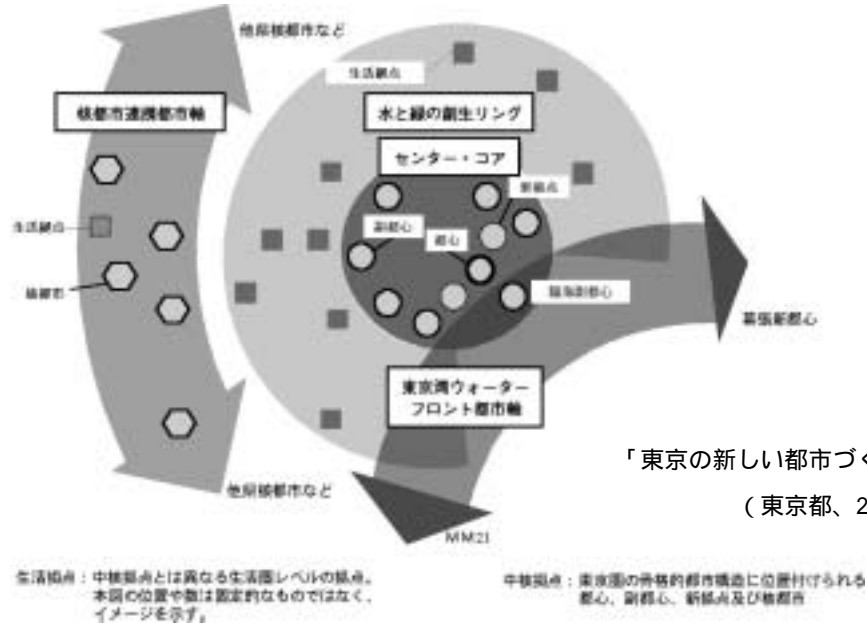 他県核都市など
生活拠点
核都市連携都市軸
水と緑の創生リング
センター・コア
新拠点
副都心
都心
生活拠点
核都市
臨海副都心
幕張新都心
東京湾ウォーター
フロント都市軸
「東京の新しい都市づく
(東京都、2
他県核都市など
MM21
生活拠点：中核拠点とは異なる生活圏レベルの拠点。
本図の位置や数は固定的なものではなく、
イメージを示す。
中核拠点：東京圏の骨格的都市構造に位置付けられる
都心、副都心、新拠点及び核都市